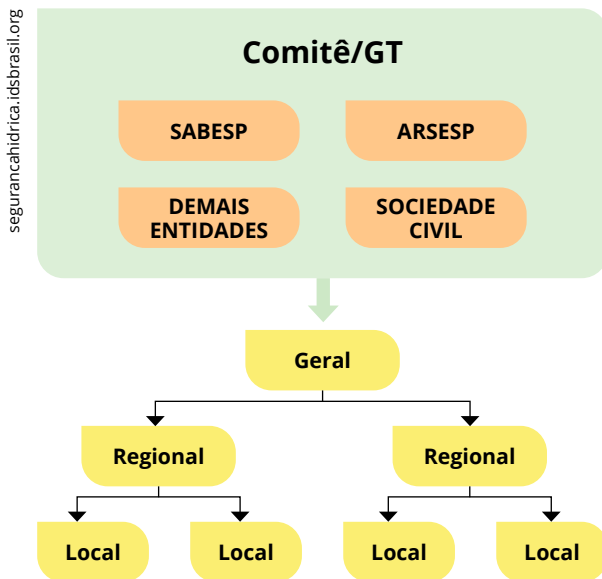 segurancahidrica.idsbrasil.org
Comitê/GT
SABESP
ARSESP
DEMAIS
ENTIDADES
SOCIEDADE
CIVIL
Geral
Regional
Regional
Local
Local
Local
Local